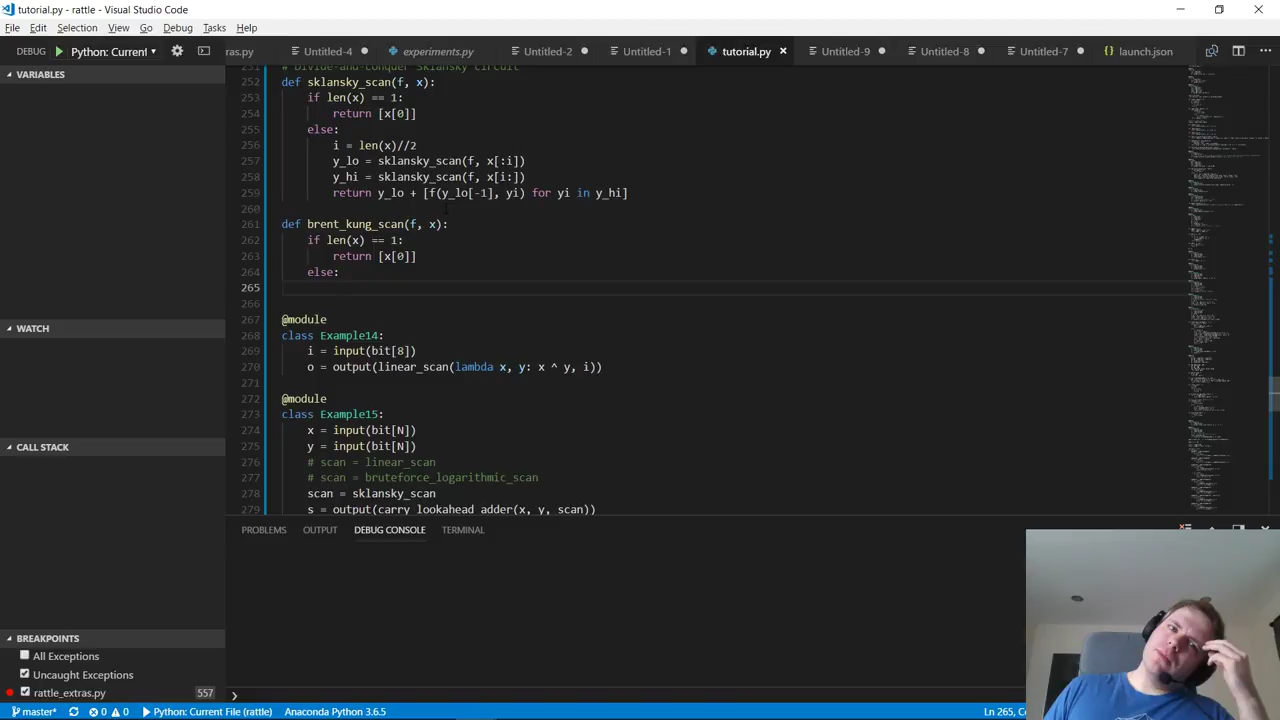 tutorial.py - rattle - Visual Studio Code
File Edit Selection View Go Debug Tasks Help
DEBUG Python: Current
ras.py Untitled-4 experiments.py Untitled-2 Untitled-1 tutorial.py Untitled-9 Untitled-8 Untitled-7 launch.json
VARIABLES
WATCH
CALL STACK
BREAKPOINTS
All Exceptions
Uncaught Exceptions
rattle_extras.py 557
251 # Divide-and-conquer Sklansky circuit
252 def sklansky_scan(f, x):
253 if len(x) == 1:
254 return [x[0]]
255 else:
256 i = len(x)//2
257 y_lo = sklansky_scan(f, x[:i])
258 y_hi = sklansky_scan(f, x[i:])
259 return y_lo + [f(y_lo[-1], yi) for yi in y_hi]
260
261 def brent_kung_scan(f, x):
262 if len(x) == 1:
263 return [x[0]]
264 else:
265
266
267 @module
268 class Example14:
269 i = input(bit[8])
270 o = output(linear_scan(lambda x, y: x ^ y, i))
271
272 @module
273 class Example15:
274 x = input(bit[N])
275 y = input(bit[N])
276 # scan = linear_scan
277 # scan = bruteforce_logarithmic_scan
278 scan = sklansky_scan
279 s = output(carry_lookahead_adder(x, y, scan))
PROBLEMS OUTPUT DEBUG CONSOLE TERMINAL
master* 0 0 Python: Current File (rattle) Anaconda Python 3.6.5 Ln 265, C